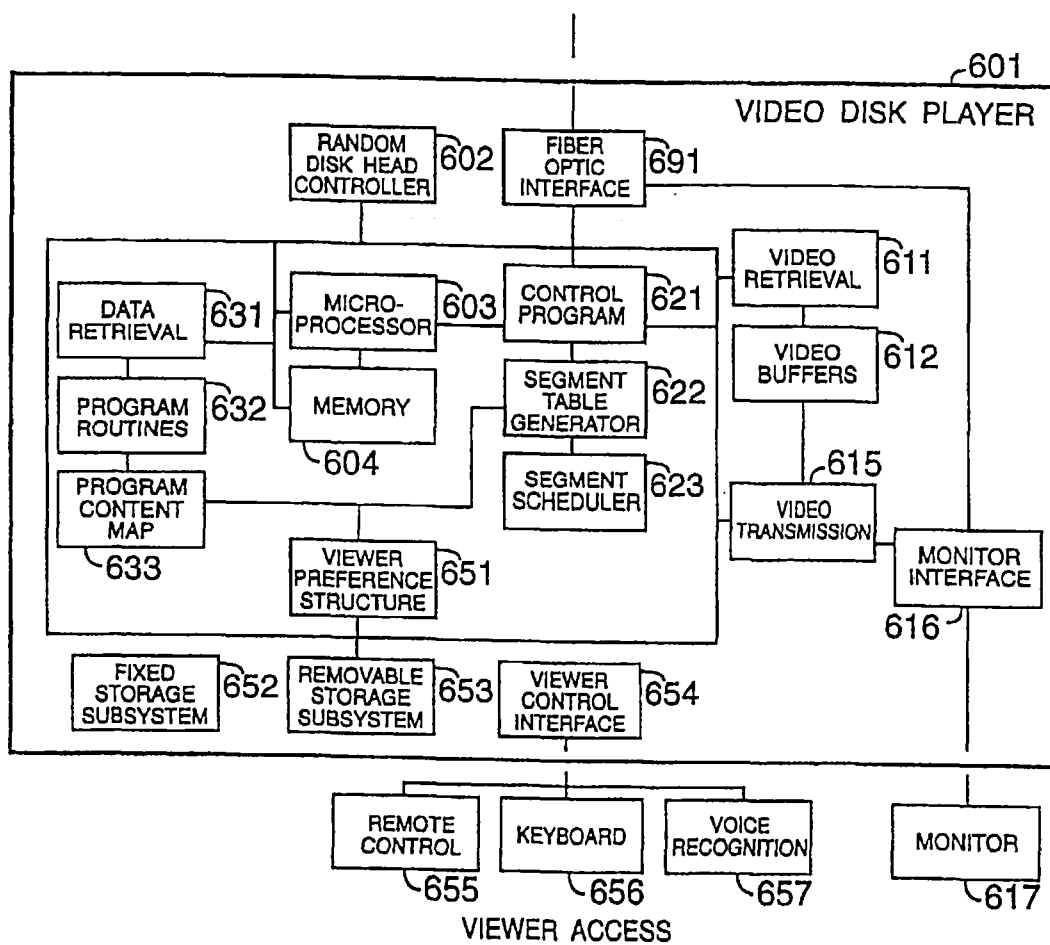 601
VIDEO DISK PLAYER
RANDOM
DISK HEAD
CONTROLLER
602
FIBER
OPTIC
INTERFACE
691
DATA
RETRIEVAL
631
MICRO-
PROCESSOR
603
CONTROL
PROGRAM
621
VIDEO
RETRIEVAL
611
PROGRAM
ROUTINES
632
MEMORY
604
SEGMENT
TABLE
GENERATOR
622
VIDEO
BUFFERS
612
PROGRAM
CONTENT
MAP
633
SEGMENT
SCHEDULER
623
615
VIDEO
TRANSMISSION
VIEWER
PREFERENCE
STRUCTURE
651
MONITOR
INTERFACE
616
FIXED
STORAGE
SUBSYSTEM
652
REMOVABLE
STORAGE
SUBSYSTEM
653
VIEWER
CONTROL
INTERFACE
654
REMOTE
CONTROL
655
KEYBOARD
656
VOICE
RECOGNITION
657
MONITOR
617
VIEWER ACCESS